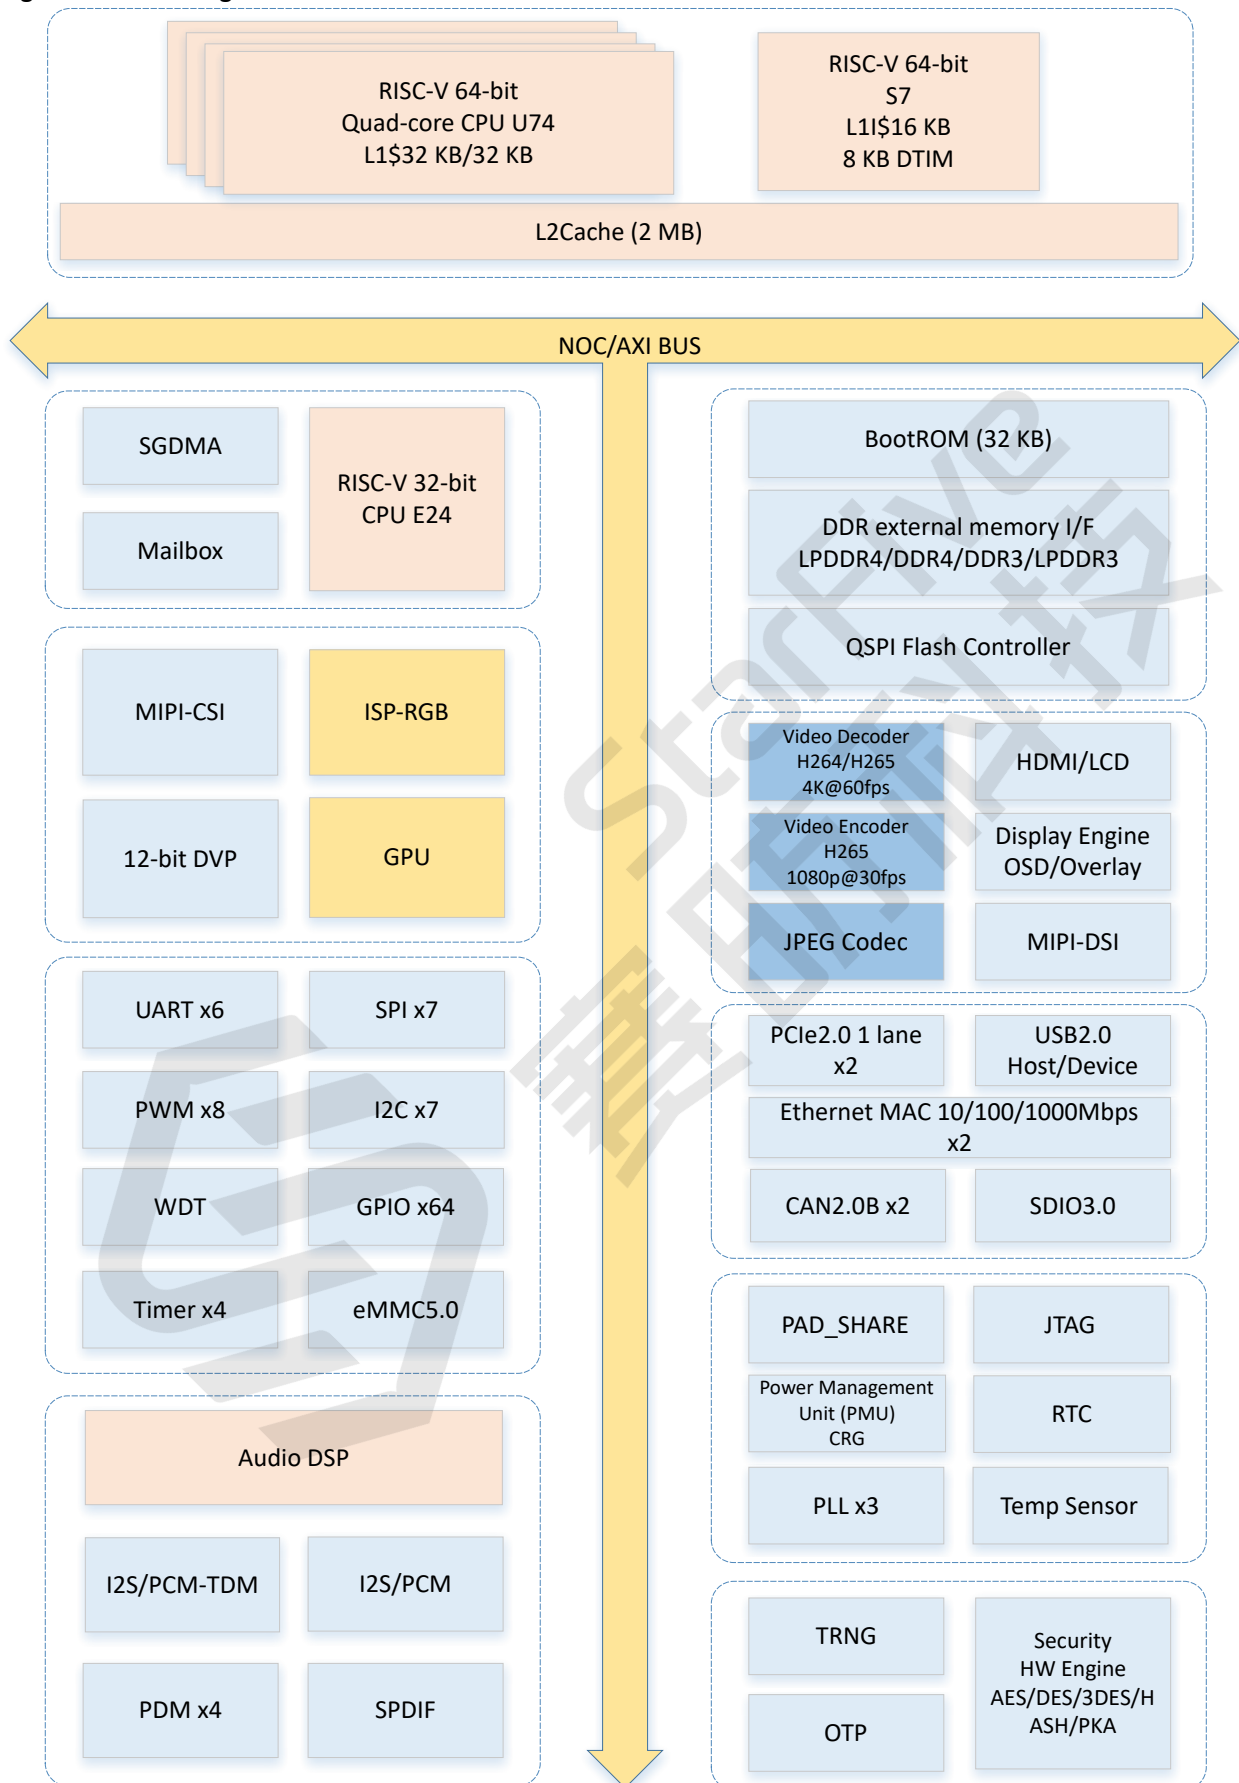 RISC-V 64-bit
Quad-core CPU U74
L1$32 KB/32 KB
RISC-V 64-bit
S7
L1I$16 KB
8 KB DTIM
L2Cache (2 MB)
NOC/AXI BUS
SGDMA
Mailbox
RISC-V 32-bit
CPU E24
MIPI-CSI
ISP-RGB
12-bit DVP
GPU
UART x6
SPI x7
PWM x8
I2C x7
WDT
GPIO x64
Timer x4
eMMC5.0
Audio DSP
I2S/PCM-TDM
I2S/PCM
PDM x4
SPDIF
BootROM (32 KB)
DDR external memory I/F
LPDDR4/DDR4/DDR3/LPDDR3
QSPI Flash Controller
Video Decoder
H264/H265
4K@60fps
HDMI/LCD
Video Encoder
H265
1080p@30fps
Display Engine
OSD/Overlay
JPEG Codec
MIPI-DSI
PCIe2.0 1 lane
x2
USB2.0
Host/Device
Ethernet MAC 10/100/1000Mbps
x2
CAN2.0B x2
SDIO3.0
PAD_SHARE
JTAG
Power Management
Unit (PMU)
CRG
RTC
PLL x3
Temp Sensor
TRNG
OTP
Security
HW Engine
AES/DES/3DES/H
ASH/PKA
StarFive
赛昉科技